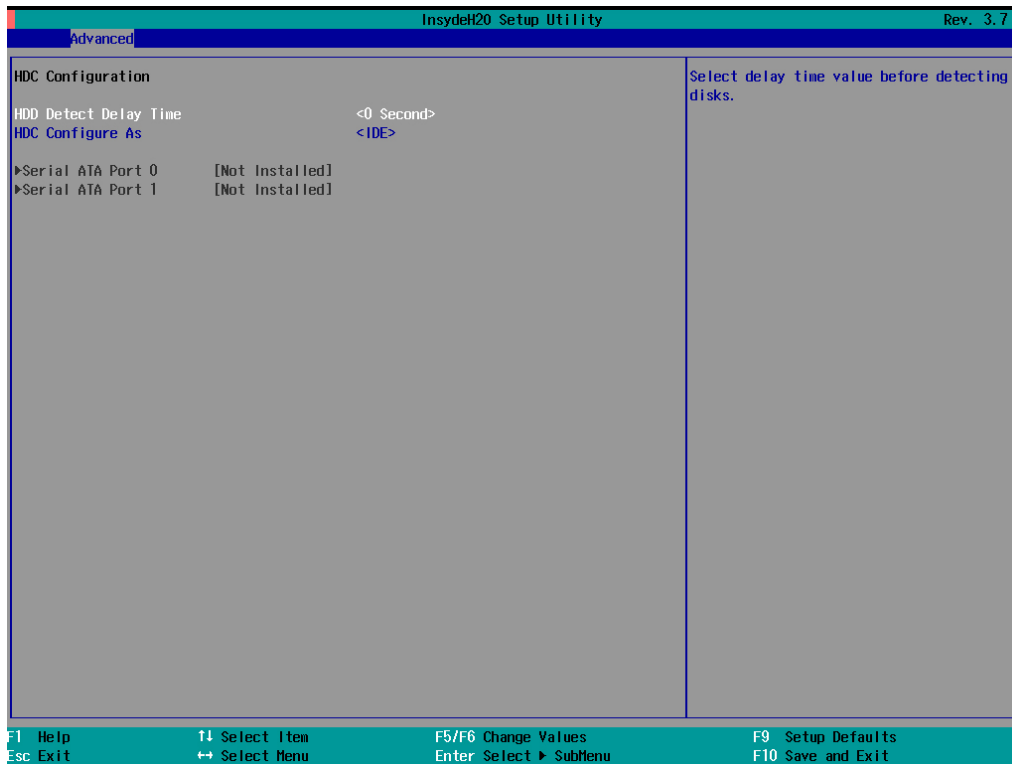 InsydeH2O Setup Utility Rev. 3.7
Advanced
HDC Configuration
HDD Detect Delay Time <0 Second>
HDC Configure As <IDE>
▶Serial ATA Port 0 [Not Installed]
▶Serial ATA Port 1 [Not Installed]
Select delay time value before detecting
disks.
F1 Help ↑↓ Select Item F5/F6 Change Values F9 Setup Defaults
Esc Exit ↔ Select Menu Enter Select ▶ SubMenu F10 Save and Exit